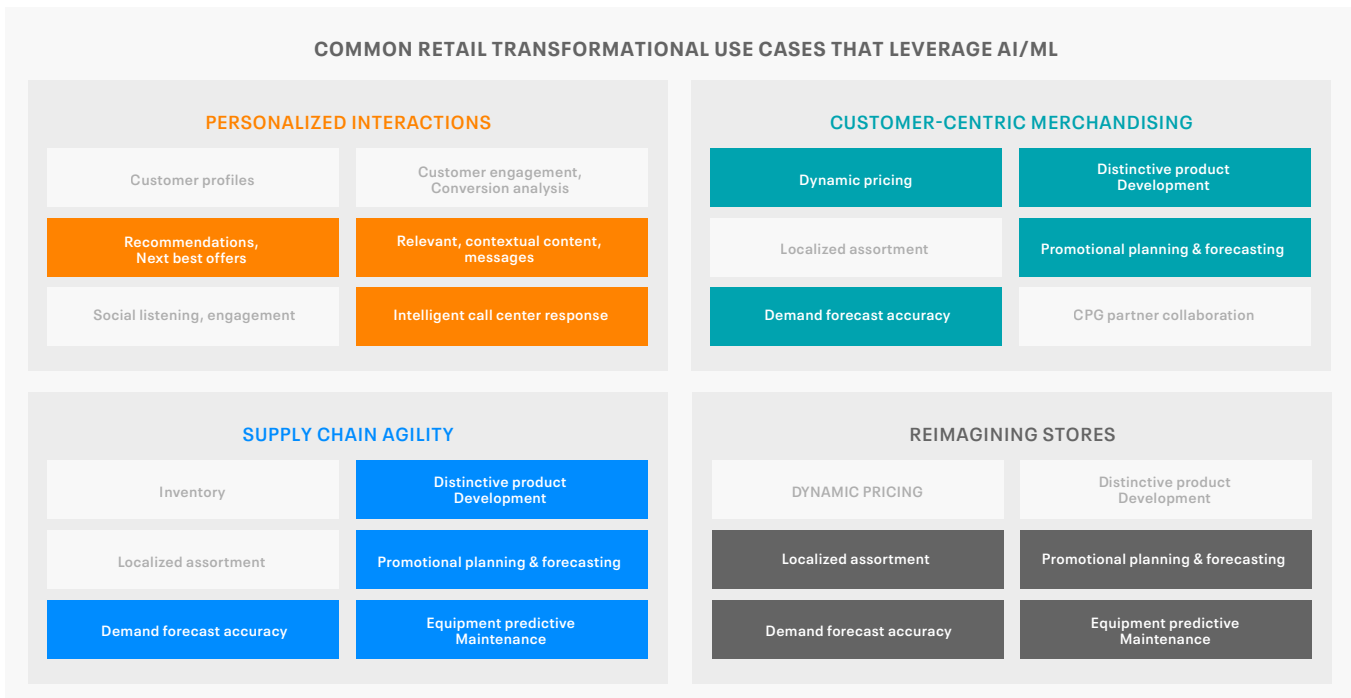 COMMON RETAIL TRANSFORMATIONAL USE CASES THAT LEVERAGE AI/ML
PERSONALIZED INTERACTIONS
Customer profiles
Customer engagement,
Conversion analysis
Recommendations,
Next best offers
Relevant, contextual content,
messages
Social listening, engagement
Intelligent call center response
CUSTOMER-CENTRIC MERCHANDISING
Dynamic pricing
Distinctive product
Development
Localized assortment
Promotional planning & forecasting
Demand forecast accuracy
CPG partner collaboration
SUPPLY CHAIN AGILITY
Inventory
Distinctive product
Development
Localized assortment
Promotional planning & forecasting
Demand forecast accuracy
Equipment predictive
Maintenance
REIMAGINING STORES
DYNAMIC PRICING
Distinctive product
Development
Localized assortment
Promotional planning & forecasting
Demand forecast accuracy
Equipment predictive
Maintenance